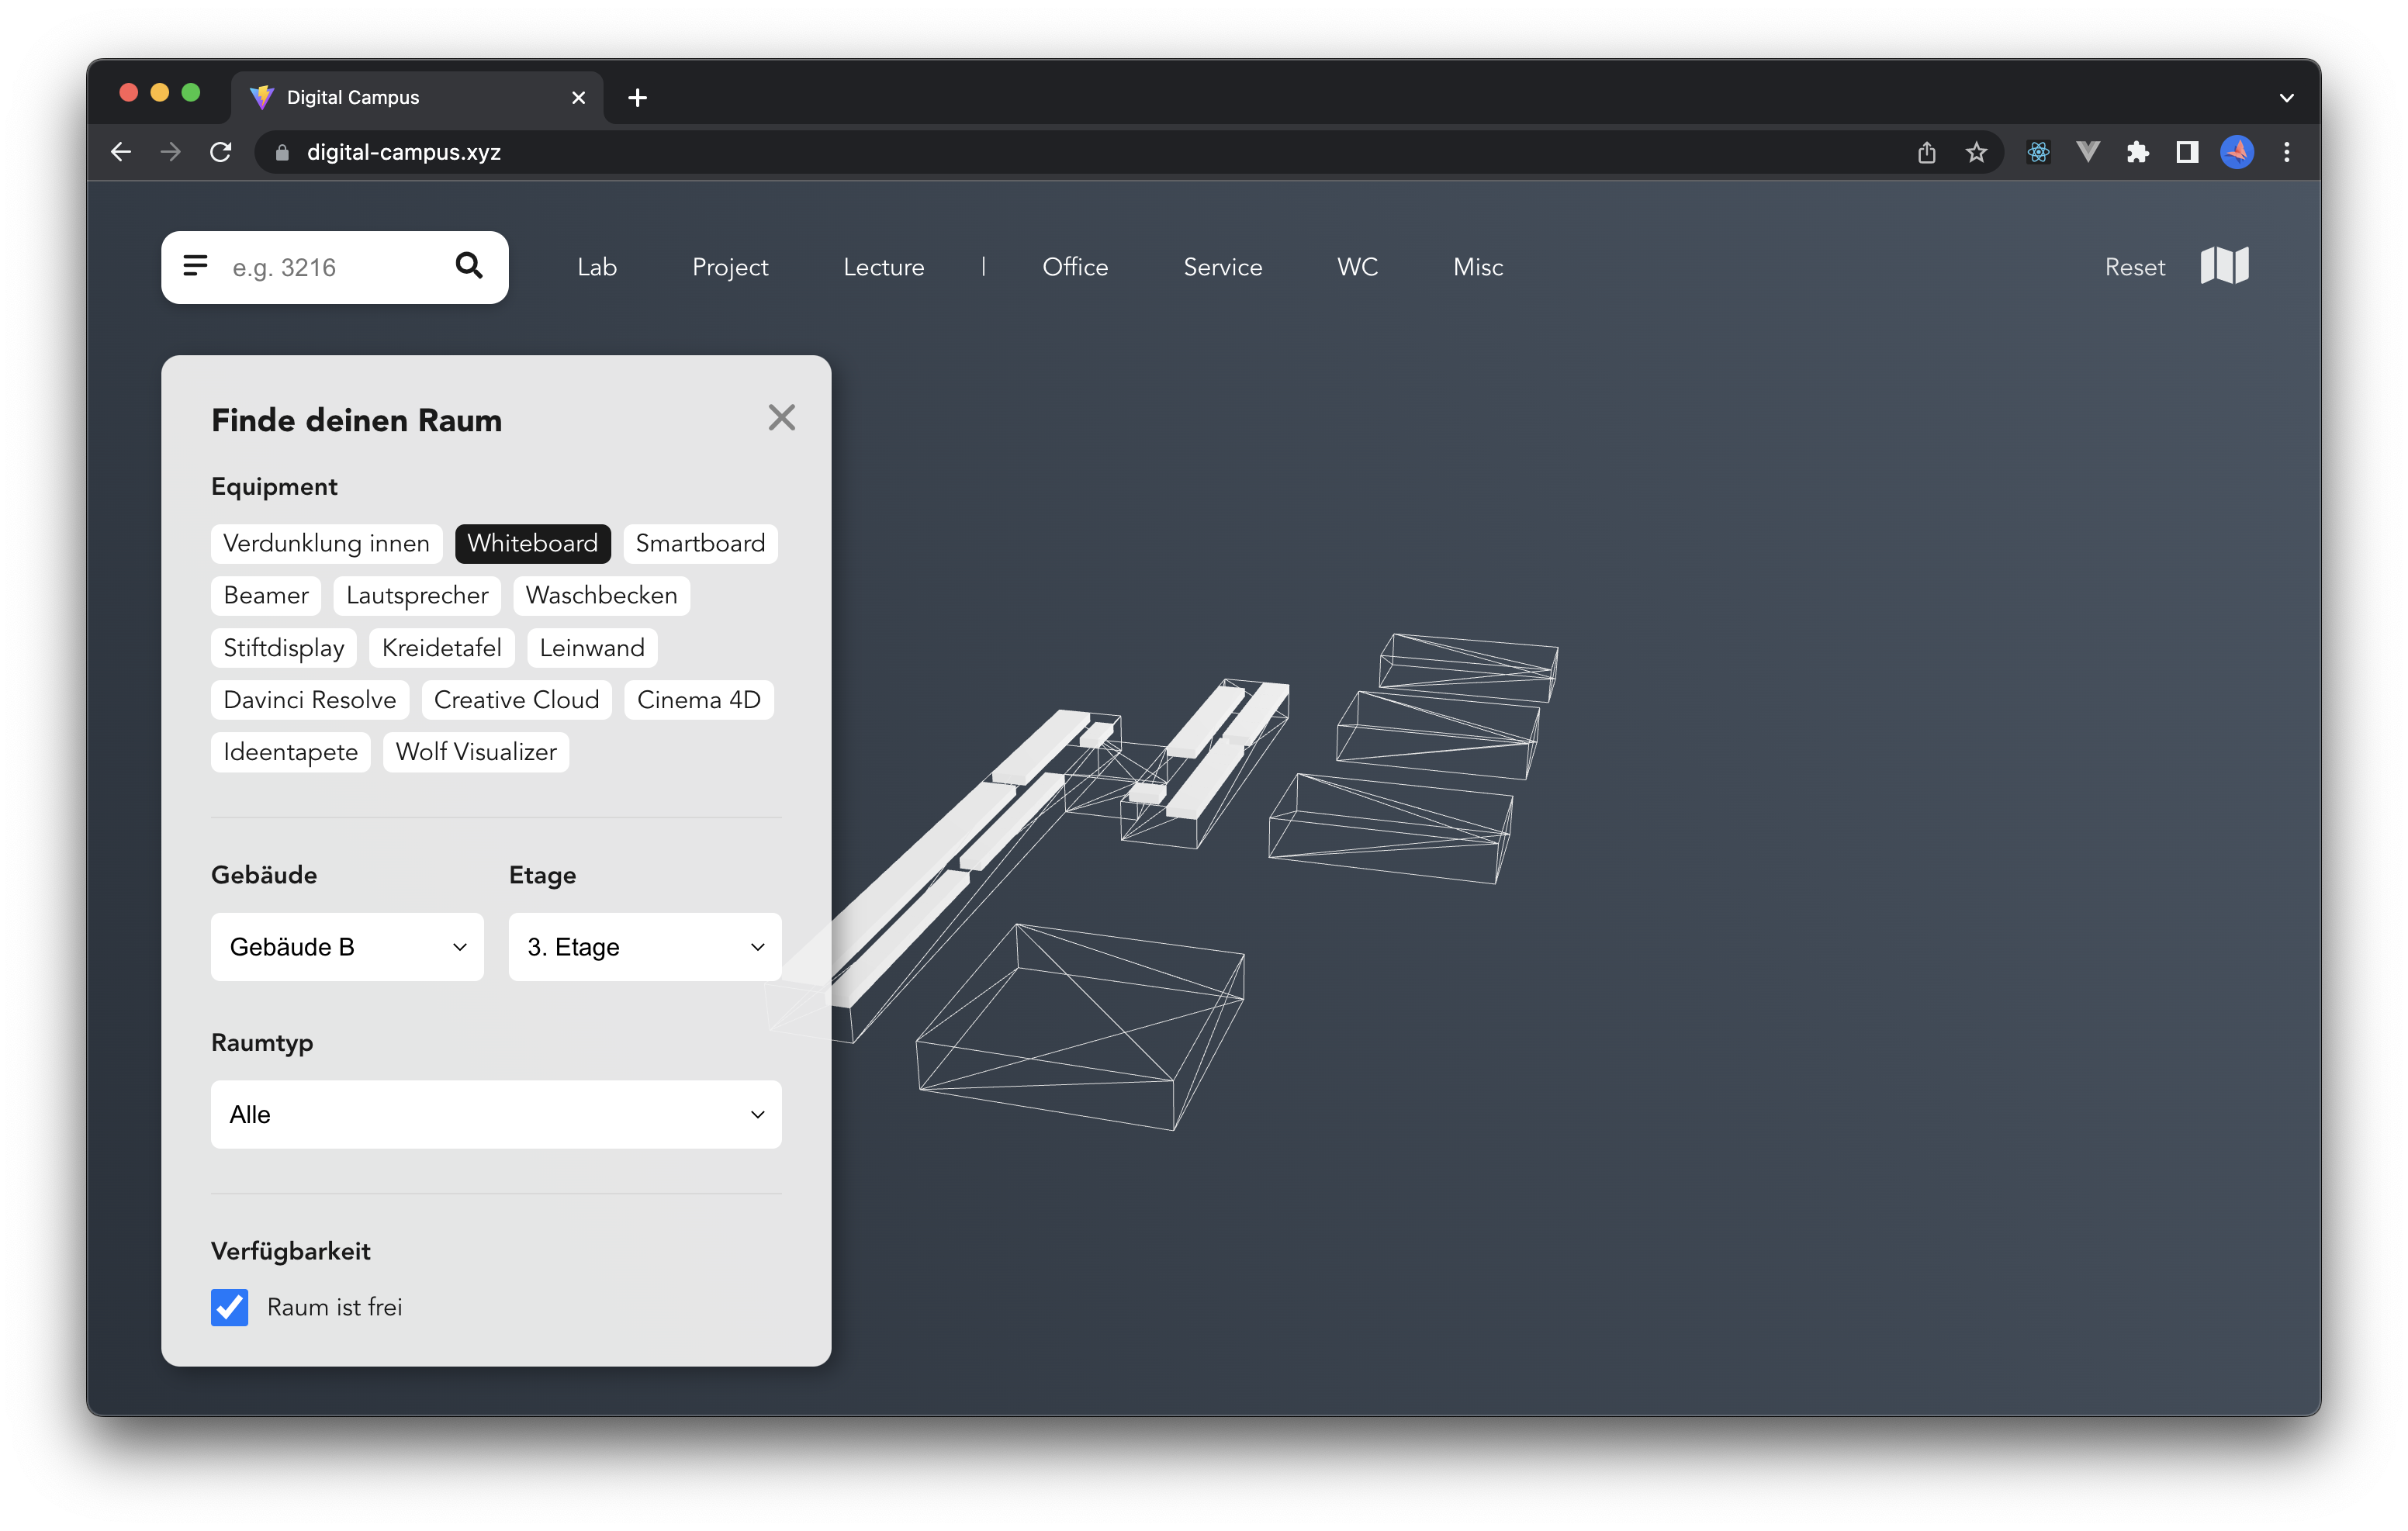 Digital Campus
digital-campus.xyz
e.g. 3216
Lab Project Lecture | Office Service WC Misc
Reset
Finde deinen Raum
Equipment
Verdunklung innen Whiteboard Smartboard
Beamer Lautsprecher Waschbecken
Stiftdisplay Kreidetafel Leinwand
Davinci Resolve Creative Cloud Cinema 4D
Ideentapete Wolf Visualizer
Gebäude Etage
Gebäude B 3. Etage
Raumtyp
Alle
Verfügbarkeit
Raum ist frei